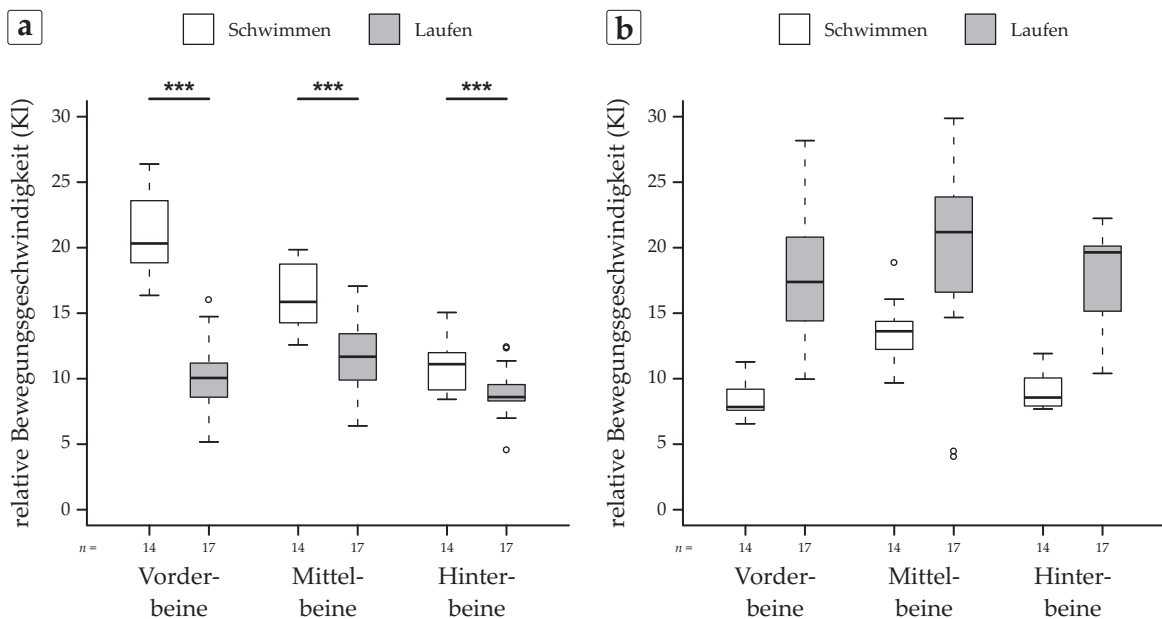 a
Schwimmen
Laufen
relative Bewegungsgeschwindigkeit (Kl)
30
25
20
15
10
5
0
***
***
***
n =
14
17
14
17
14
17
Vorder-
beine
Mittel-
beine
Hinter-
beine
b
Schwimmen
Laufen
relative Bewegungsgeschwindigkeit (Kl)
30
25
20
15
10
5
0
n =
14
17
14
17
14
17
Vorder-
beine
Mittel-
beine
Hinter-
beine